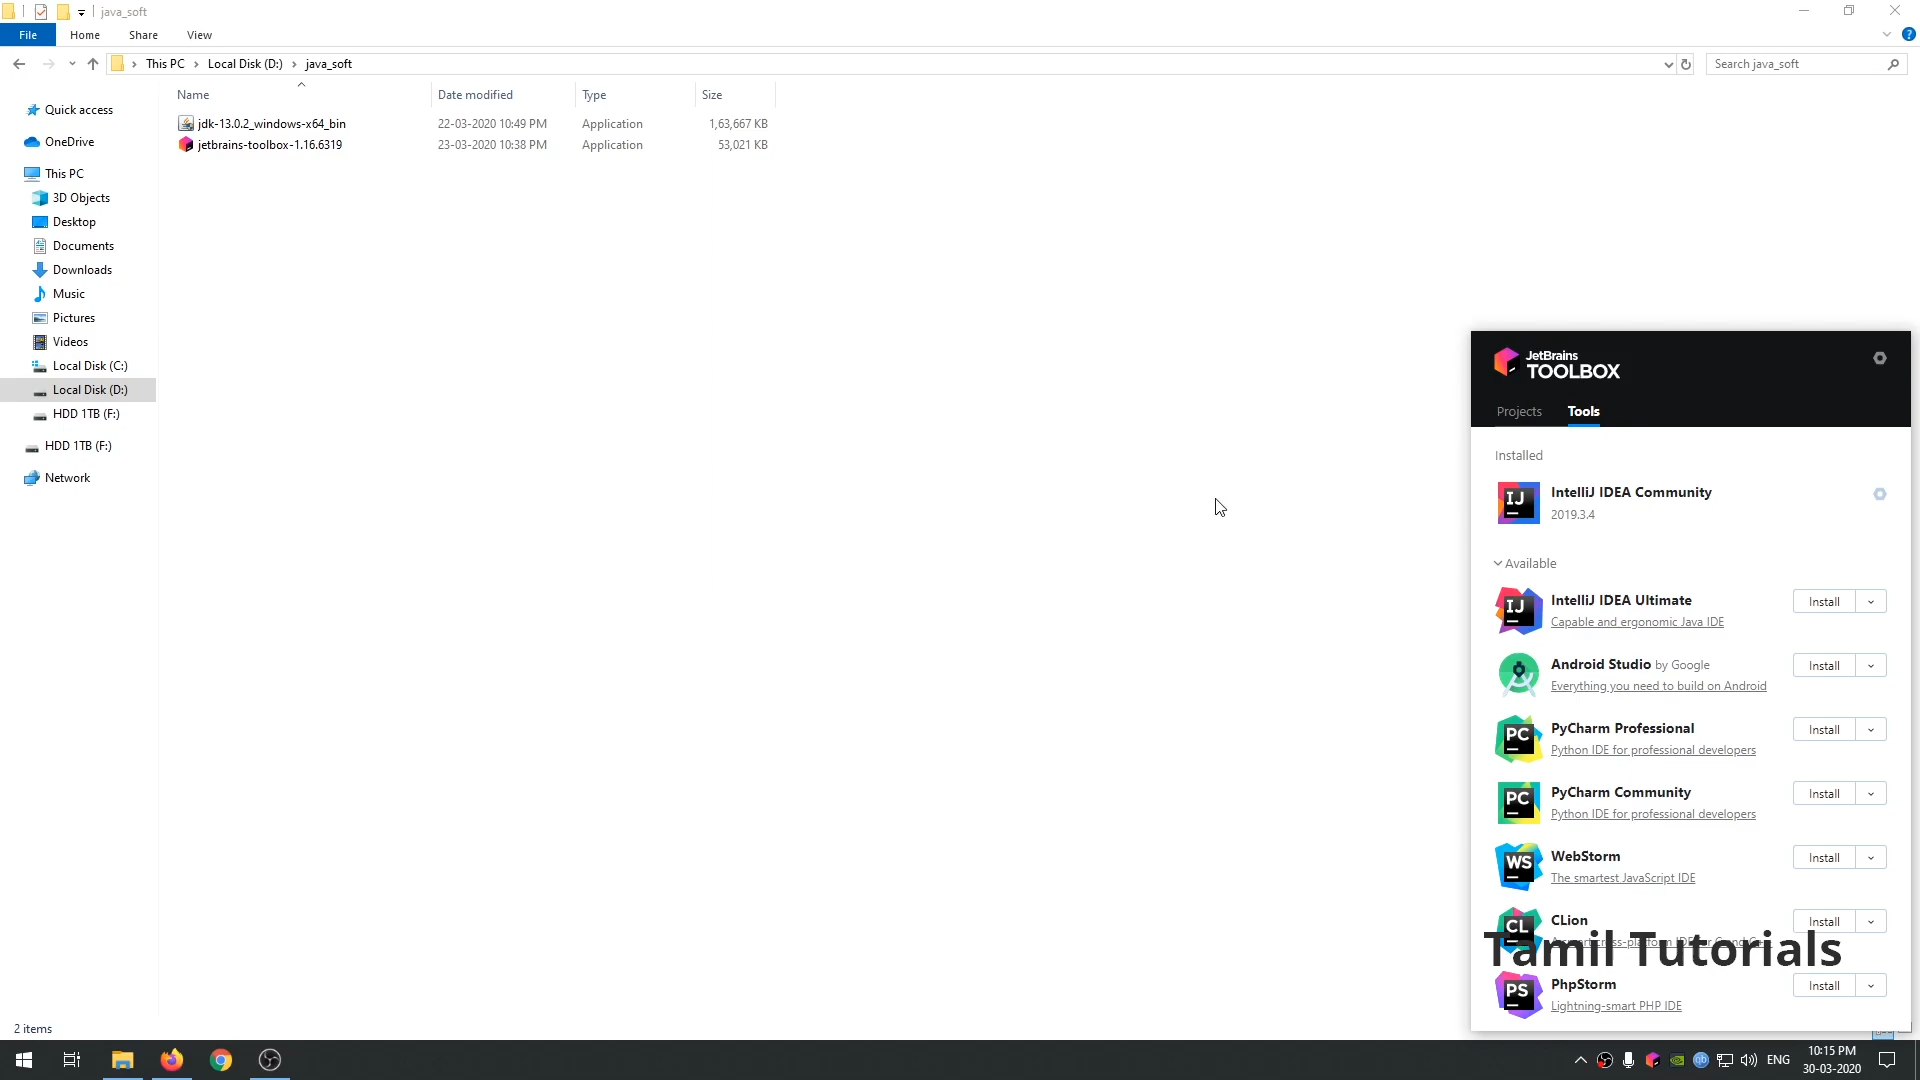 java_soft
File Home Share View
This PC Local Disk (D:) java_soft
Search java_soft
Name Date modified Type Size
jdk-13.0.2_windows-x64_bin 22-03-2020 10:49 PM Application 1,63,667 KB
jetbrains-toolbox-1.16.6319 23-03-2020 10:38 PM Application 53,021 KB
Quick access
OneDrive
This PC
3D Objects
Desktop
Documents
Downloads
Music
Pictures
Videos
Local Disk (C:)
Local Disk (D:)
HDD 1TB (F:)
HDD 1TB (F:)
Network
2 items
JetBrains
TOOLBOX
Projects Tools
Installed
IJ
IntelliJ IDEA Community
2019.3.4
Available
IJ
IntelliJ IDEA Ultimate
Install
Capable and ergonomic Java IDE
Android Studio by Google
Install
Everything you need to build on Android
PC
PyCharm Professional
Install
Python IDE for professional developers
PC
PyCharm Community
Install
Python IDE for professional developers
WS
WebStorm
Install
The smartest JavaScript IDE
CL
CLion
Install
Tamil Tutorials
PS
PhpStorm
Install
Lightning-smart PHP IDE
ENG
10:15 PM
30-03-2020